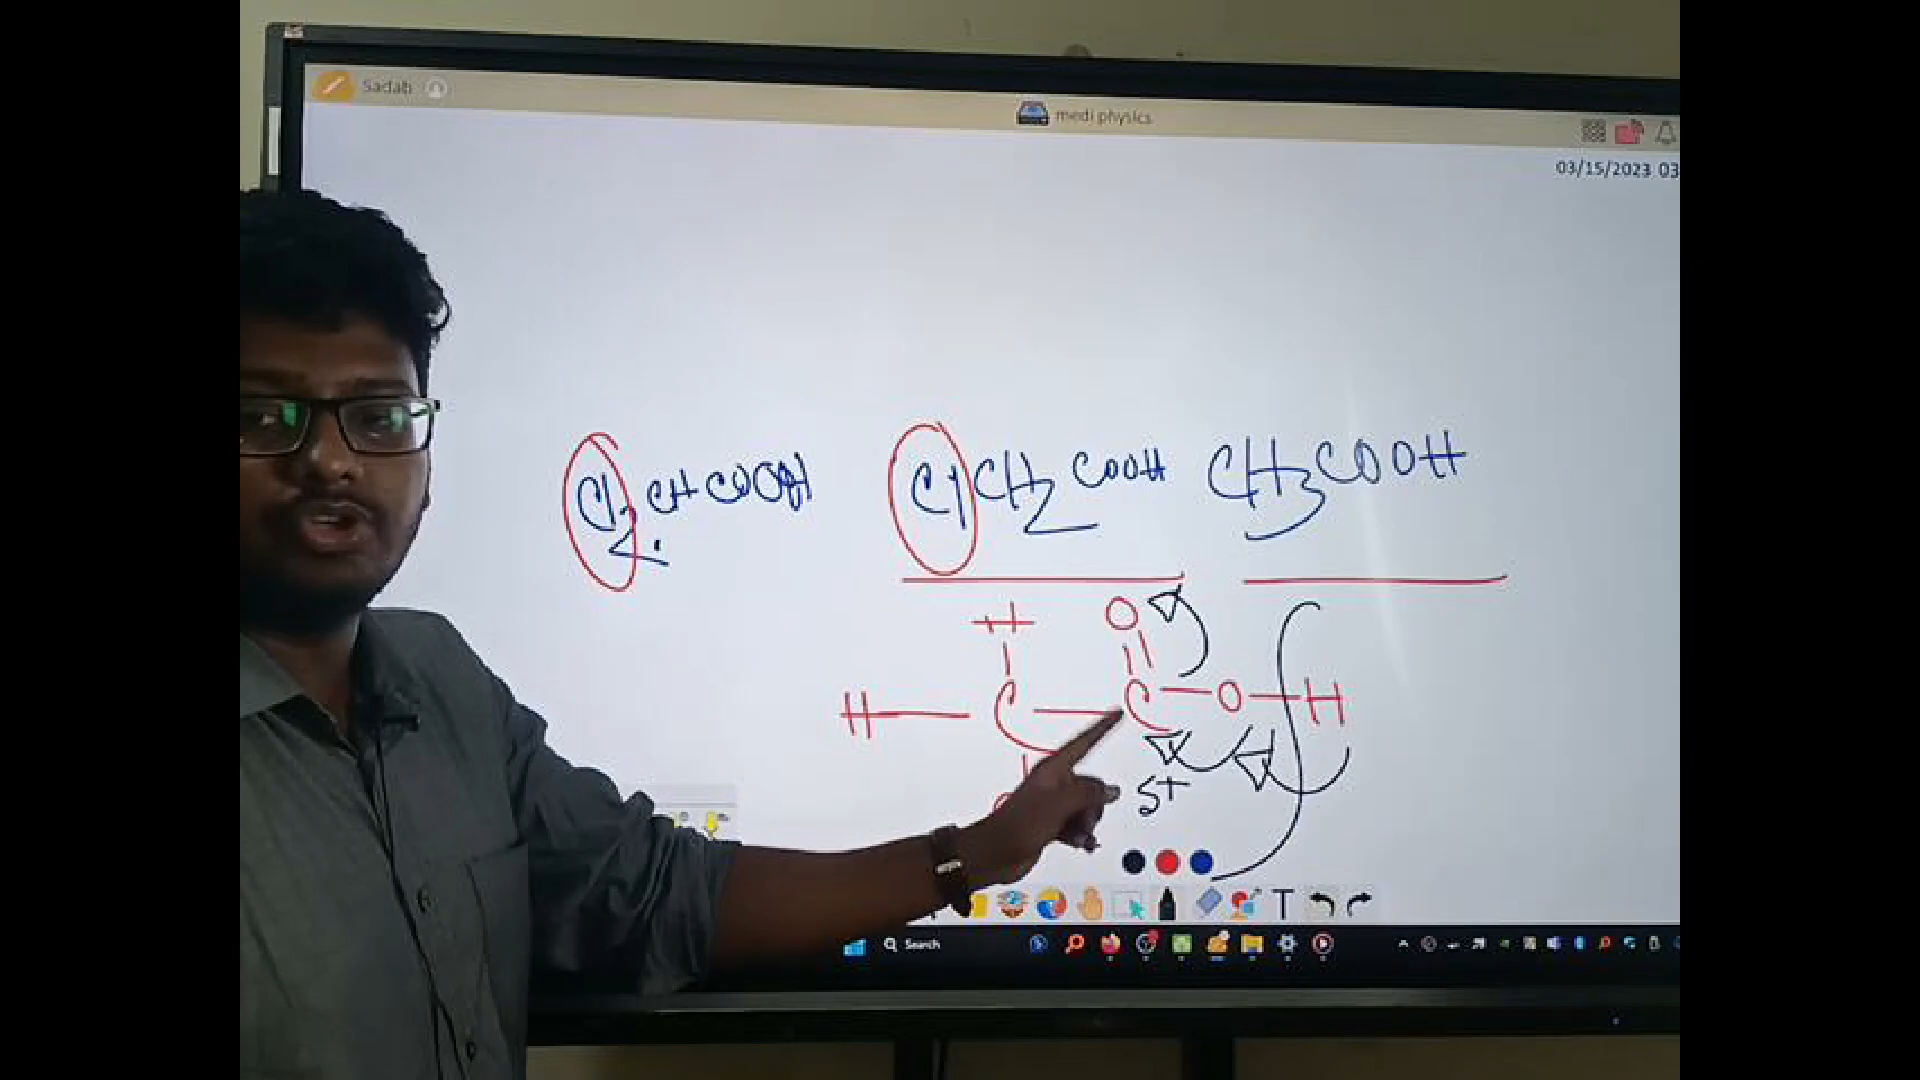 Sadab
medi physics
03/15/2023 03
Cl2CHCOOH ClCH2COOH CH3COOH
H O
H C C O H
δ+
T
Search